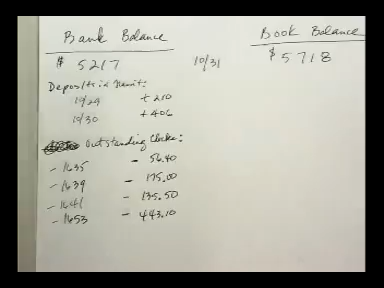 Bank Balance
Book Balance
$ 5217
10/31
$5718
Deposits in Transit:
10/29 + 210
10/30 + 406
Outstanding Checks:
- 1635 - 56.40
- 1639 - 175.00
- 1641 - 135.50
- 1653 - 443.10